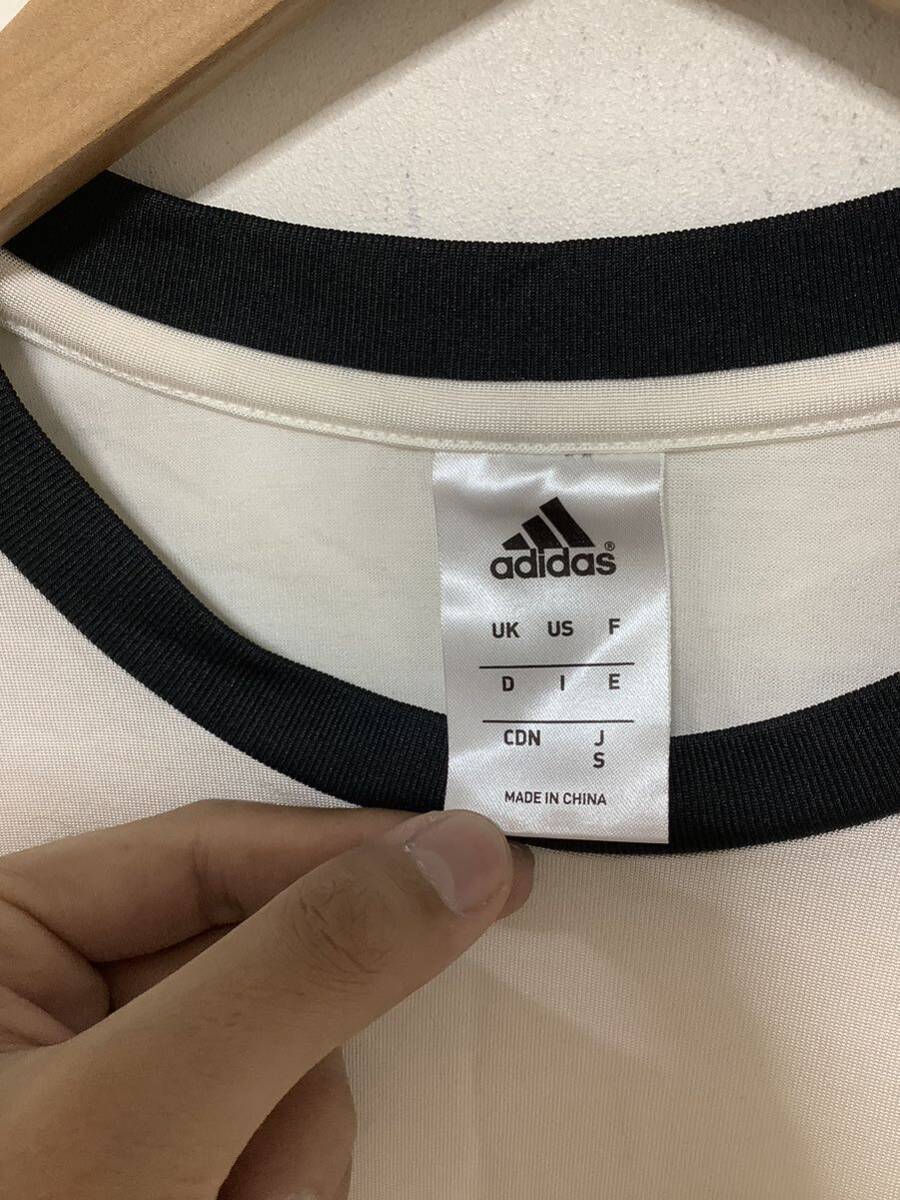 adidas®
UK US F
D I E
CDN J
S
MADE IN CHINA